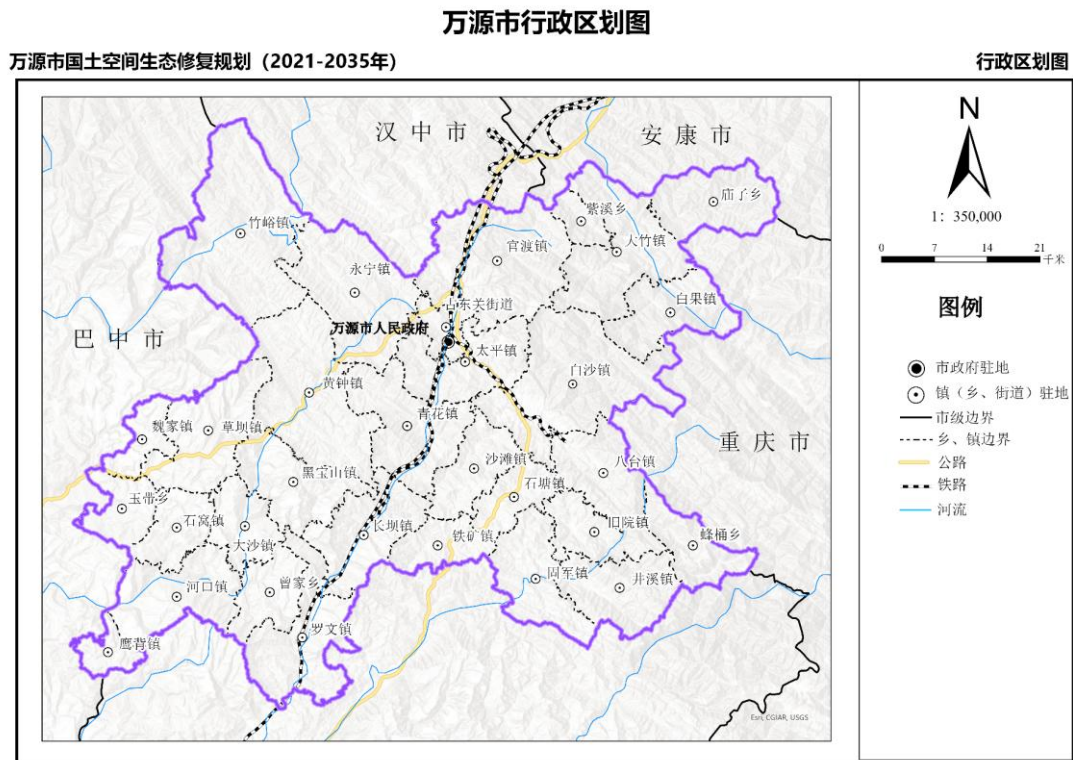 万源市行政区划图
万源市国土空间生态修复规划（2021-2035年）
行政区划图
汉中市
安康市
庙子乡
紫溪乡
竹峪镇
大竹镇
官渡镇
永宁镇
白果镇
古东关街道
万源市人民政府
巴中市
太平镇
黄钟镇
白沙镇
青花镇
魏家镇
草坝镇
重庆市
沙滩镇
八台镇
黑宝山镇
石塘镇
玉带乡
石窝镇
长坝镇
旧院镇
大沙镇
铁矿镇
蜂桶乡
固军镇
井溪镇
河口镇
曾家乡
罗文镇
鹰背镇
Esri, CGIAR, USGS
N
1：350,000
0 7 14 21
千米
图例
市政府驻地
镇（乡、街道）驻地
市级边界
乡、镇边界
公路
铁路
河流